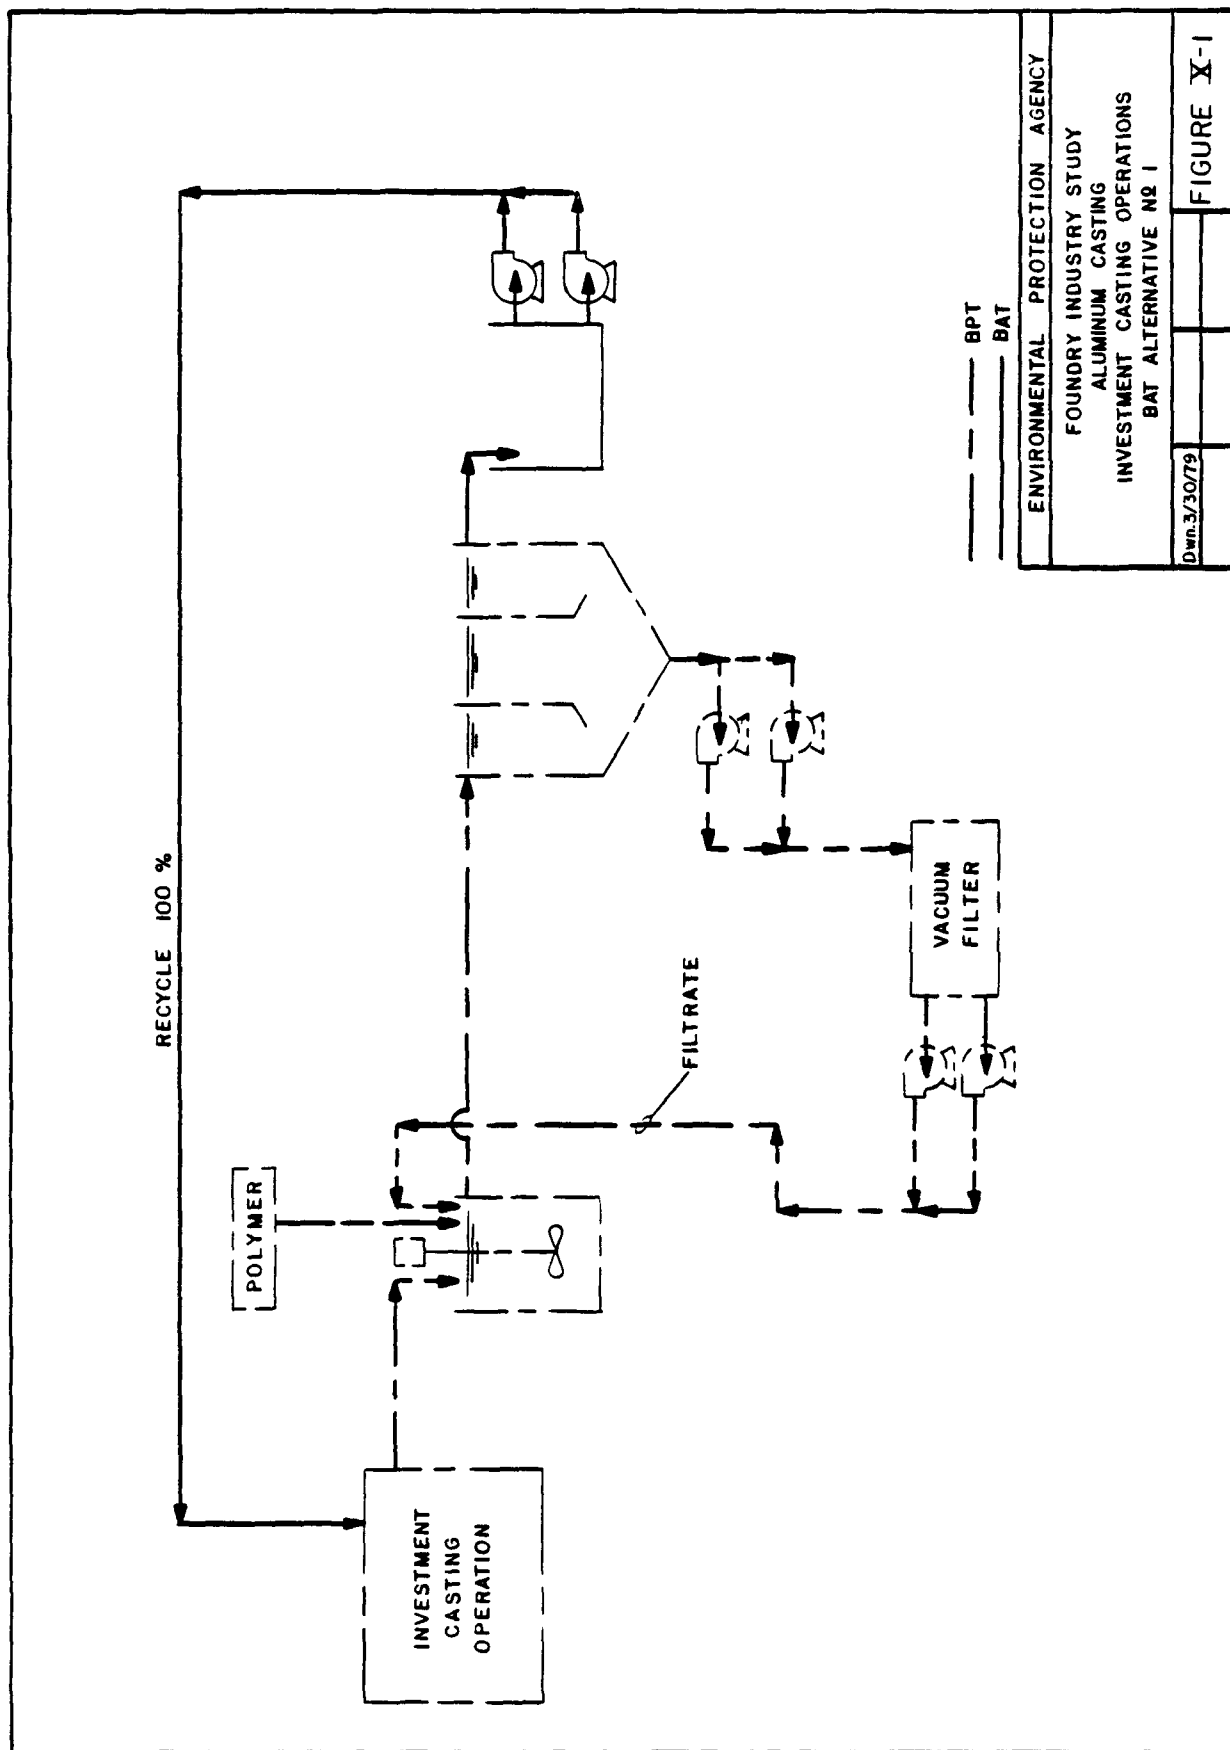 RECYCLE 100 %
POLYMER
INVESTMENT
CASTING
OPERATION
FILTRATE
VACUUM
FILTER
BPT
BAT
ENVIRONMENTAL PROTECTION AGENCY
FOUNDRY INDUSTRY STUDY
ALUMINUM CASTING
INVESTMENT CASTING OPERATIONS
BAT ALTERNATIVE Nº 1
Dwn.3/30/79
FIGURE X-1